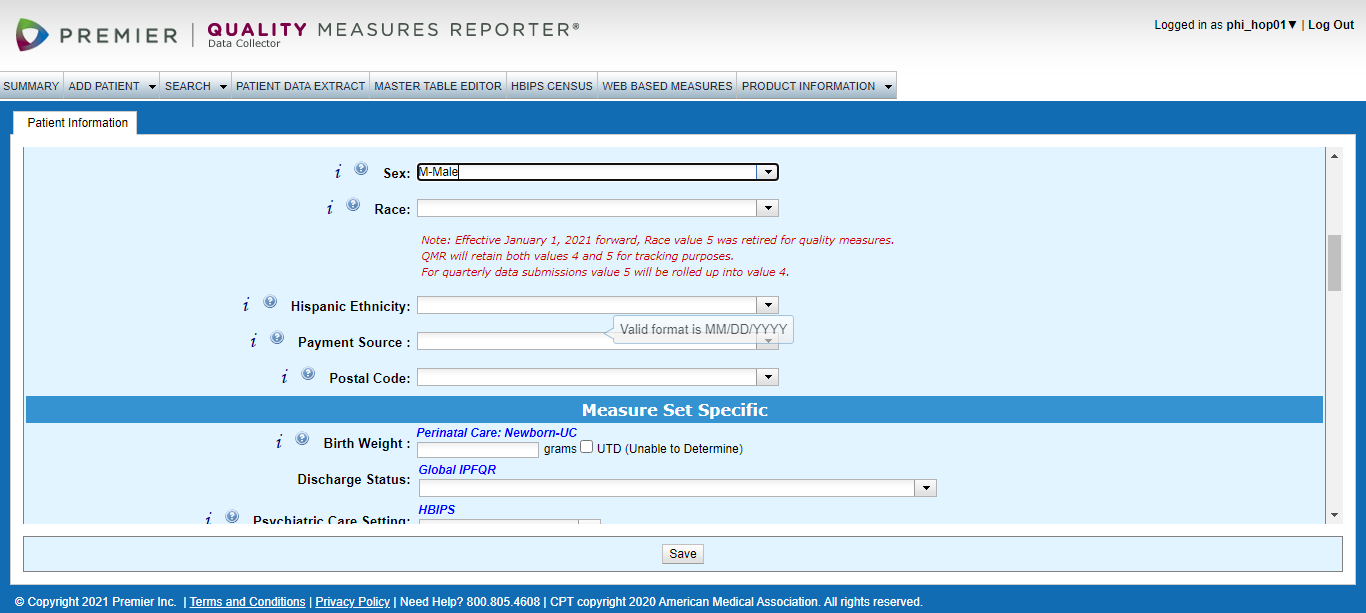 PREMIER | QUALITY MEASURES REPORTER®
Data Collector
Logged in as phi_hop01▼ | Log Out
SUMMARY ADD PATIENT SEARCH PATIENT DATA EXTRACT MASTER TABLE EDITOR HBIPS CENSUS WEB BASED MEASURES PRODUCT INFORMATION
Patient Information
i ? Sex: M-Male
i ? Race:
Note: Effective January 1, 2021 forward, Race value 5 was retired for quality measures.
QMR will retain both values 4 and 5 for tracking purposes.
For quarterly data submissions value 5 will be rolled up into value 4.
i ? Hispanic Ethnicity:
Valid format is MM/DD/YYYY
i ? Payment Source :
i ? Postal Code:
Measure Set Specific
Perinatal Care: Newborn-UC
i ? Birth Weight : grams UTD (Unable to Determine)
Global IPFQR
Discharge Status:
HBIPS
i ? Psychiatric Care Setting:
Save
© Copyright 2021 Premier Inc. | Terms and Conditions | Privacy Policy | Need Help? 800.805.4608 | CPT copyright 2020 American Medical Association. All rights reserved.